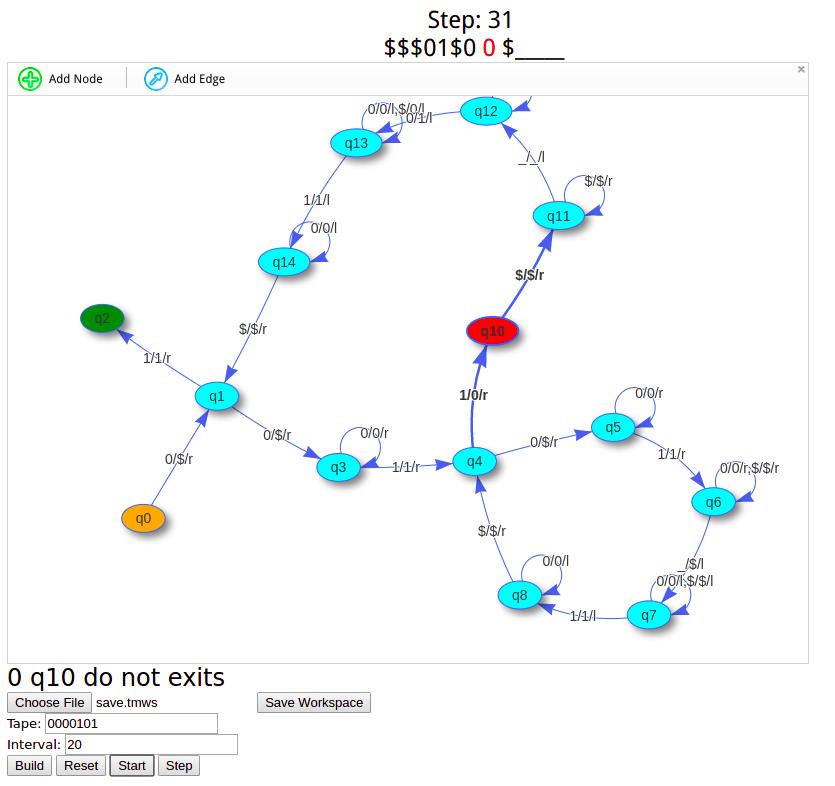 Step: 31
$$$01$0 0 $_____
Add Node
Add Edge
0/0/l,$/0/l
0/1/l
q12
q13
_/_/l
$/$/r
1/1/l
q11
0/0/l
q14
$/$/r
q2
$/$/r
q10
1/1/r
q1
1/0/r
0/0/r
0/$/r
0/0/r
q5
0/$/r
0/$/r
1/1/r
q3
1/1/r
q4
0/0/r,$/$/r
q6
q0
$/$/r
0/0/l
_/$/l
0/0/l,$/$/l
q8
1/1/l
q7
0 q10 do not exits
Choose File save.tmws
Save Workspace
Tape: 0000101
Interval: 20
Build Reset Start Step